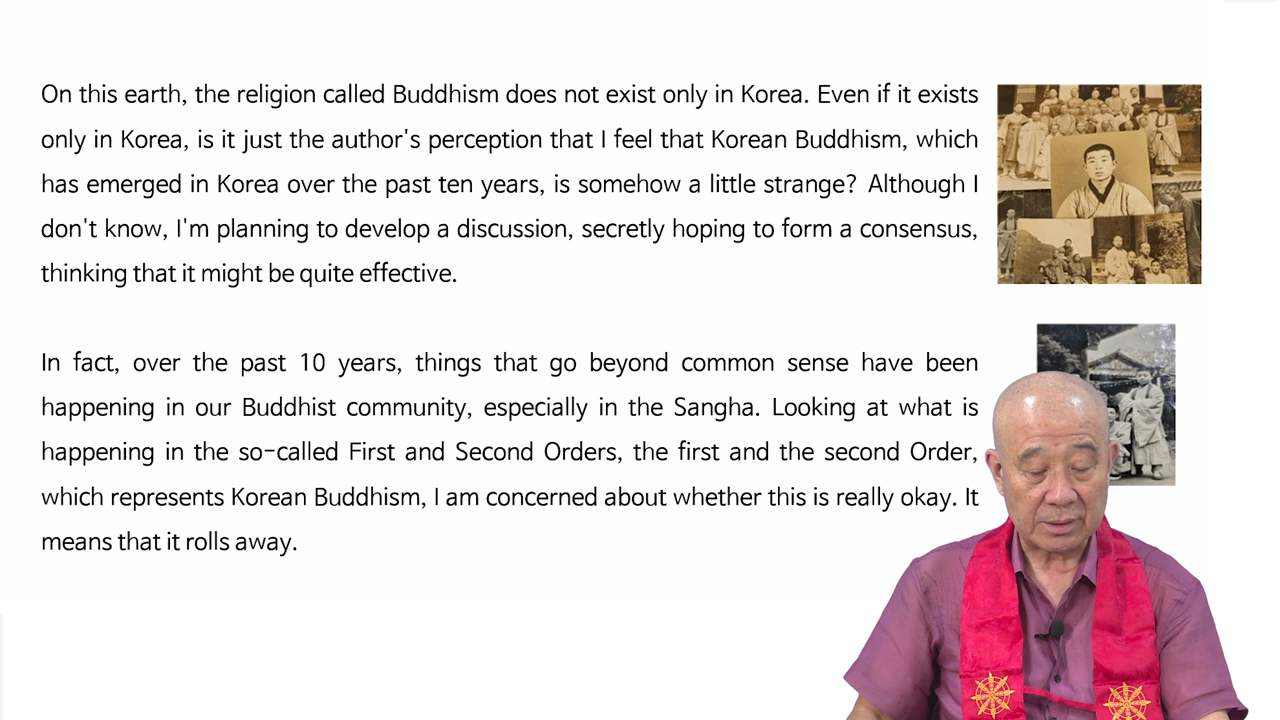 On this earth, the religion called Buddhism does not exist only in Korea. Even if it exists
only in Korea, is it just the author's perception that I feel that Korean Buddhism, which
has emerged in Korea over the past ten years, is somehow a little strange? Although I
don't know, I'm planning to develop a discussion, secretly hoping to form a consensus,
thinking that it might be quite effective.
In fact, over the past 10 years, things that go beyond common sense have been
happening in our Buddhist community, especially in the Sangha. Looking at what is
happening in the so-called First and Second Orders, the first and the second Order,
which represents Korean Buddhism, I am concerned about whether this is really okay. It
means that it rolls away.